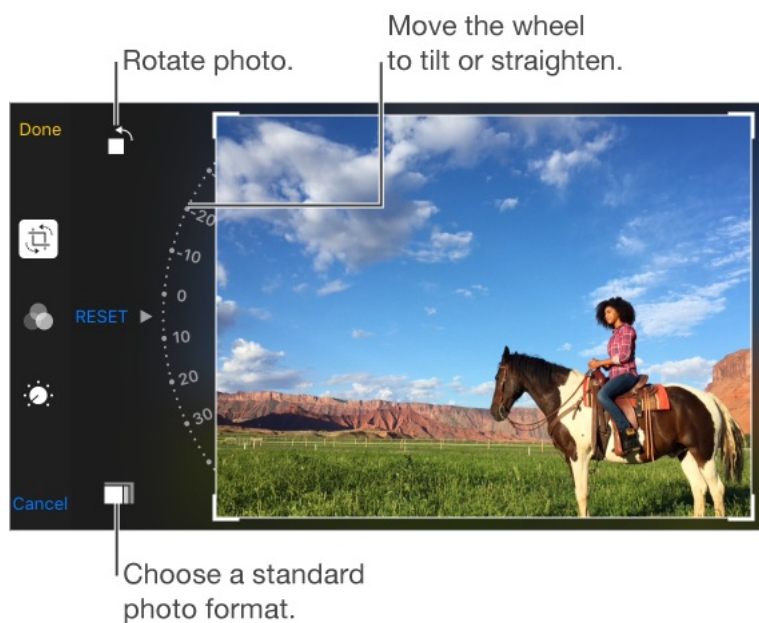 Move the wheel
to tilt or straighten.
Rotate photo.
Done
-20
-10
0
RESET
10
20
30
Cancel
Choose a standard
photo format.